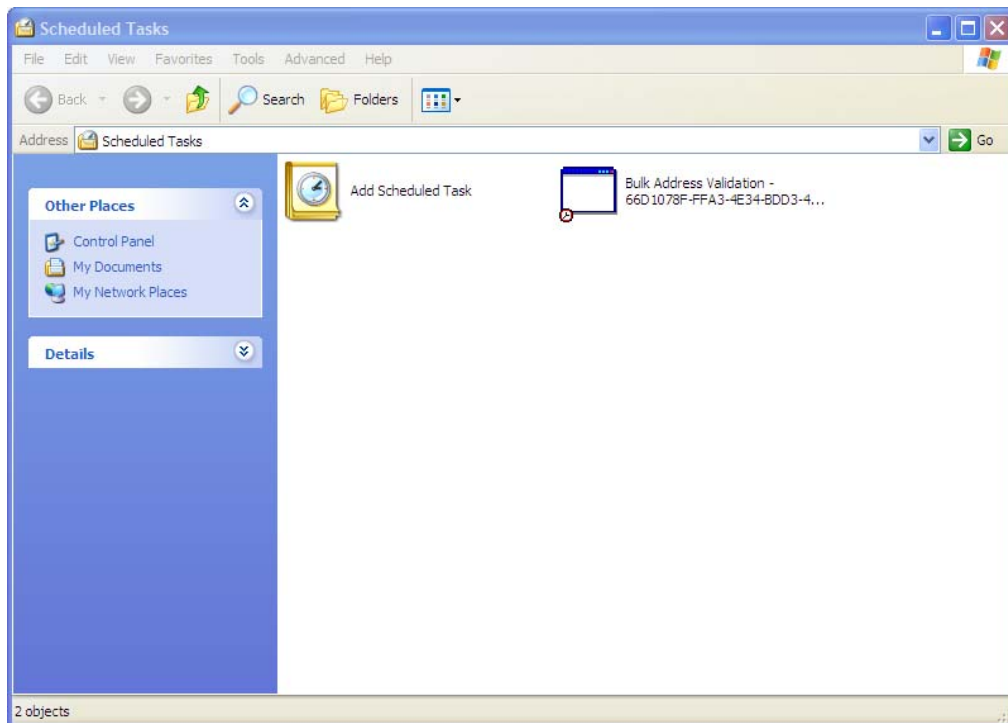 Scheduled Tasks
File Edit View Favorites Tools Advanced Help
Back Search Folders
Address Scheduled Tasks Go
Other Places
Control Panel
My Documents
My Network Places
Details
Add Scheduled Task
Bulk Address Validation -
66D1078F-FFA3-4E34-BDD3-4...
2 objects